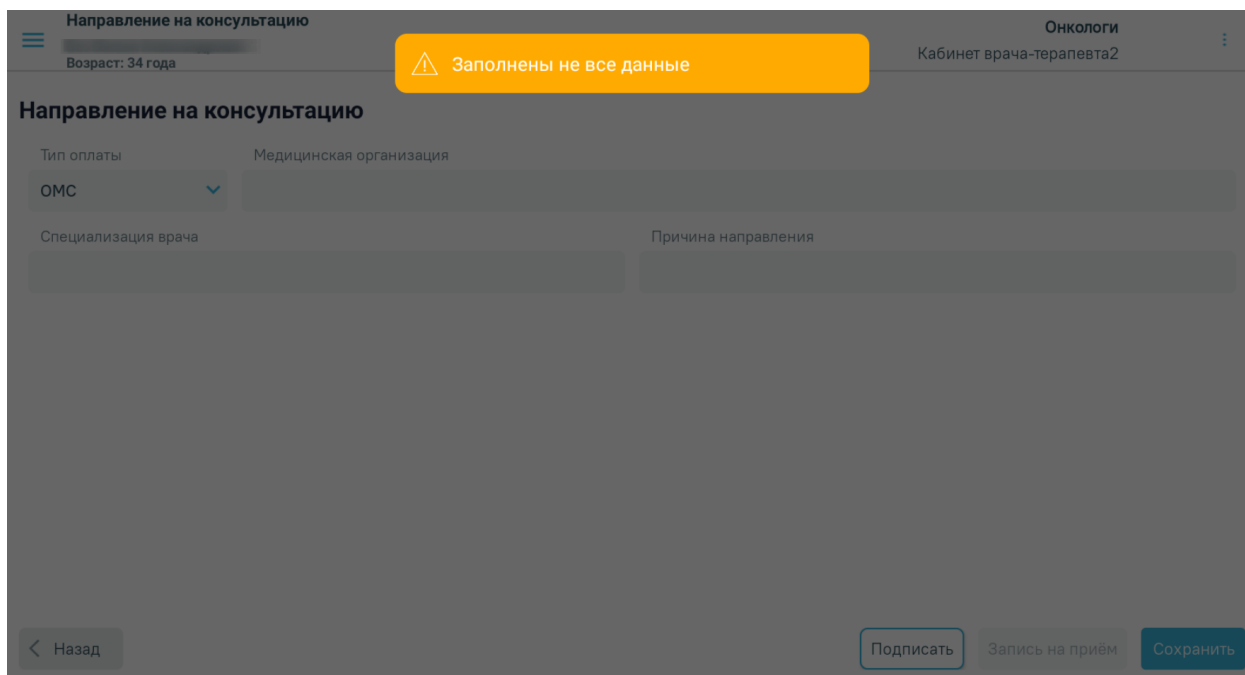 Направление на консультацию
Возраст: 34 года
Заполнены не все данные
Онкологи
Кабинет врача-терапевта2
Направление на консультацию
Тип оплаты
Медицинская организация
ОМС
Специализация врача
Причина направления
Назад
Подписать
Запись на приём
Сохранить